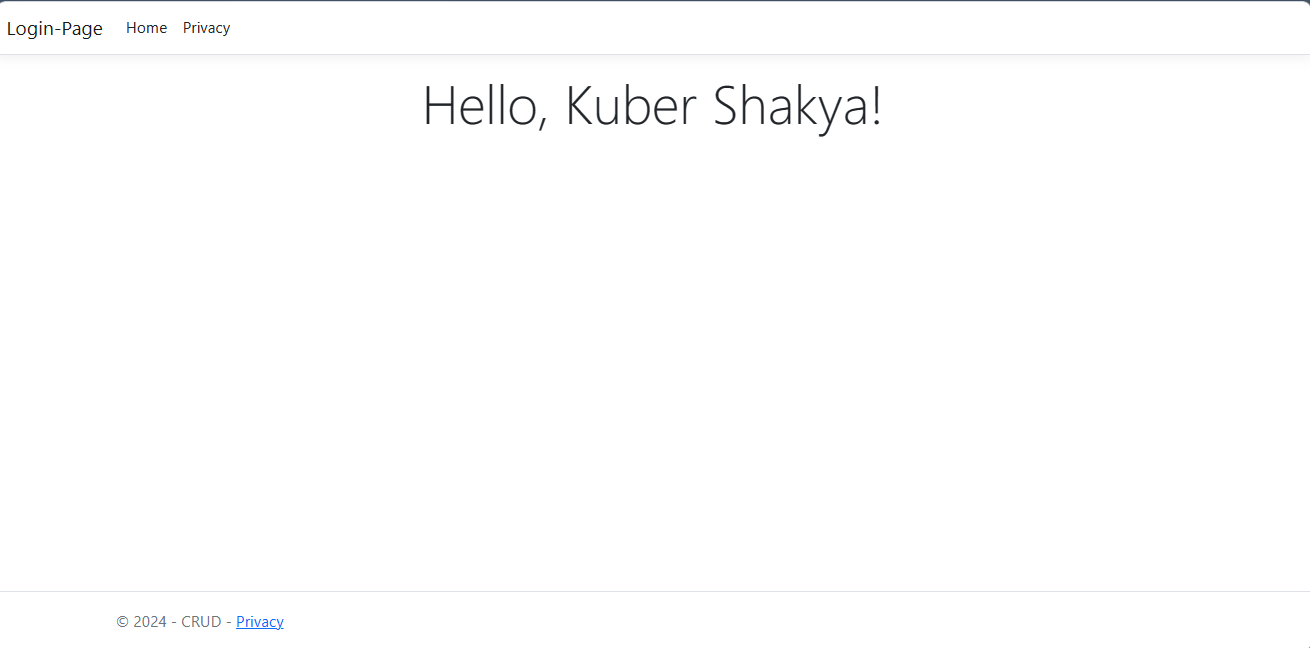 Login-Page Home Privacy
Hello, Kuber Shakya!
© 2024 - CRUD - Privacy